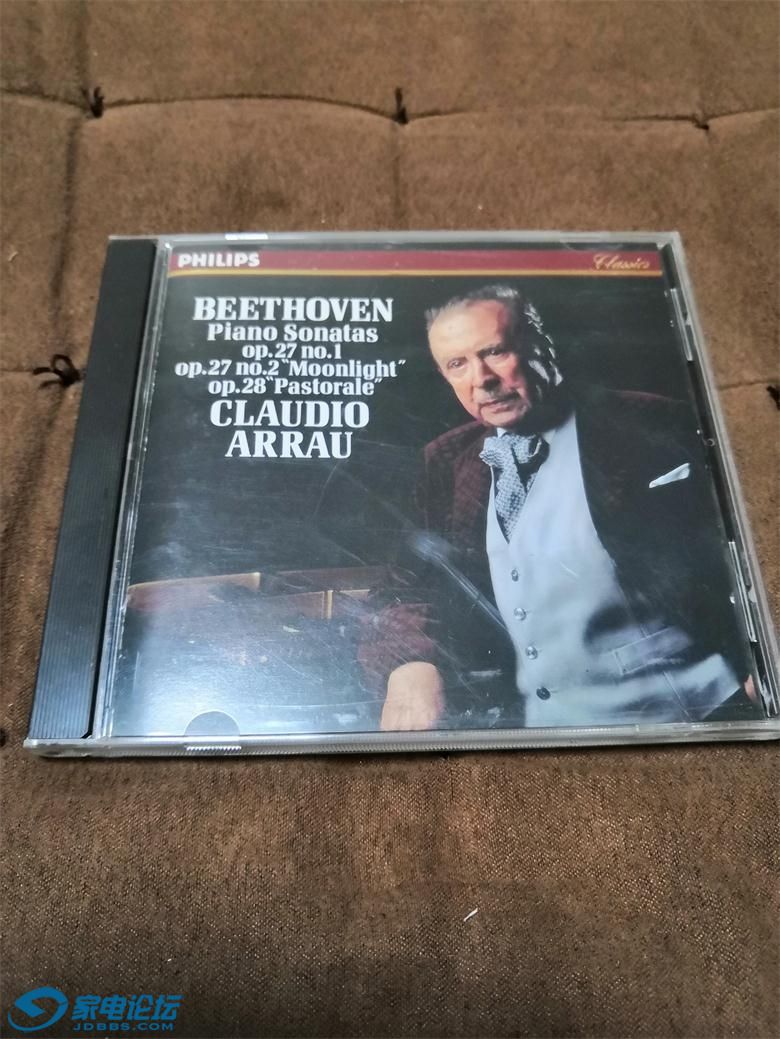 PHILIPS
Classics
BEETHOVEN
Piano Sonatas
op.27 no.1
op.27 no.2 "Moonlight"
op.28 "Pastorale"
CLAUDIO
ARRAU
家电论坛
JDBBS.COM